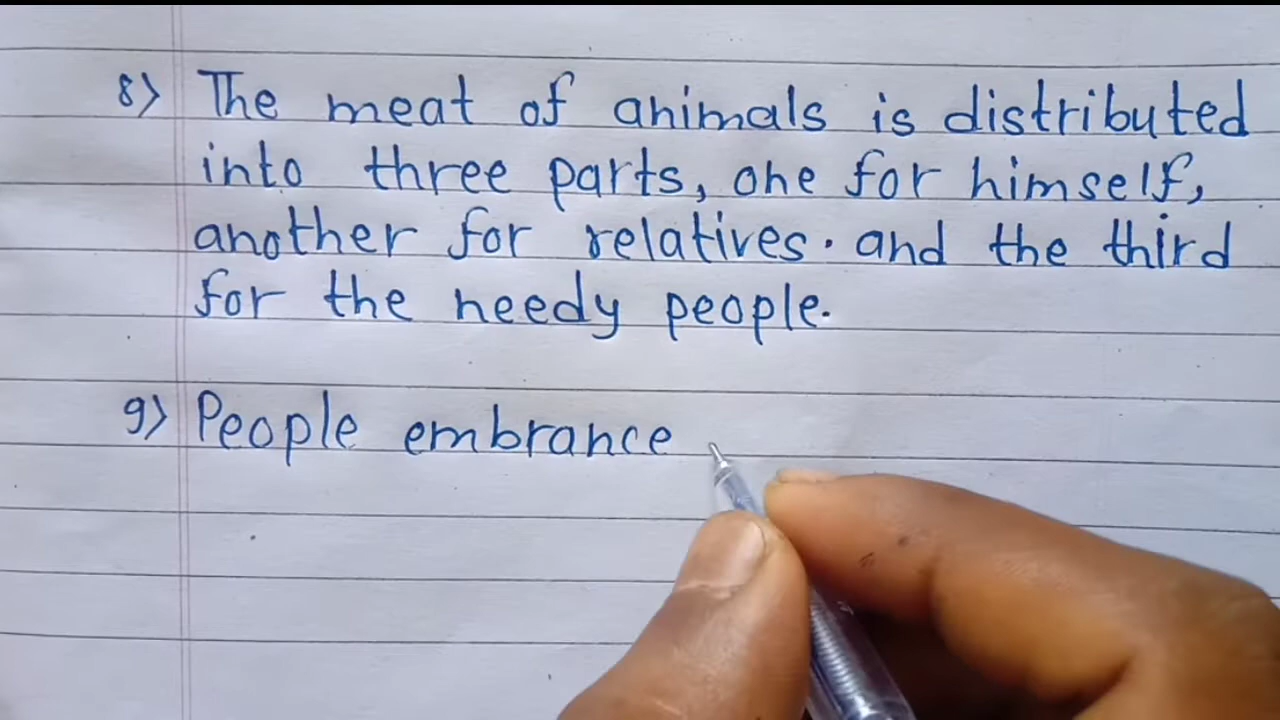 8) The meat of animals is distributed
into three parts, one for himself,
another for relatives. and the third
for the needy people.
9) People embrance